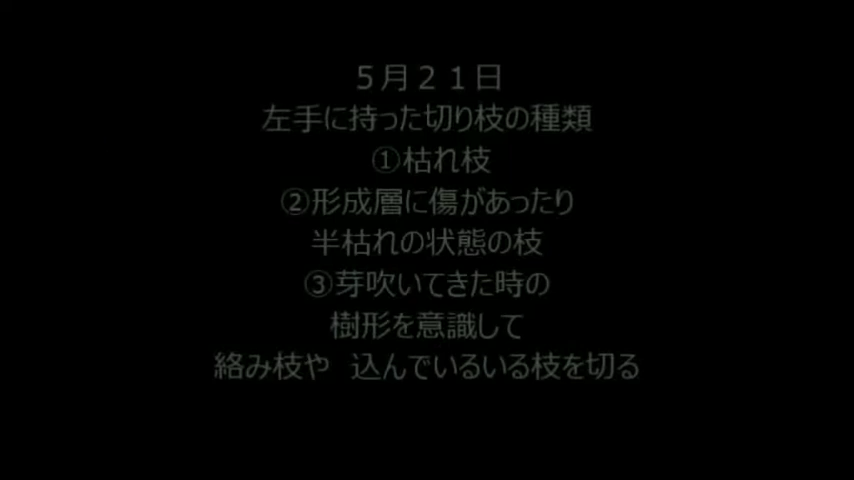 5月21日
左手に持った切り枝の種類
①枯れ枝
②形成層に傷があったり
半枯れの状態の枝
③芽吹いてきた時の
樹形を意識して
絡み枝や　込んでいるいる枝を切る